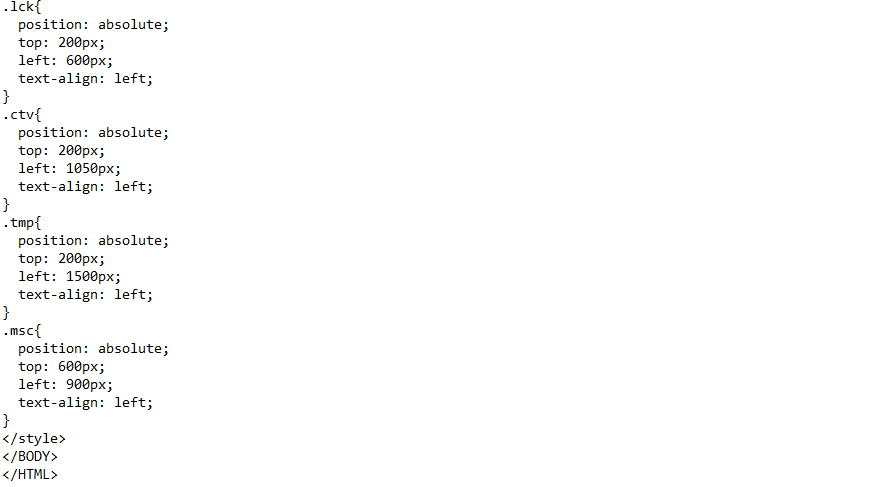 .lck{
  position: absolute;
  top: 200px;
  left: 600px;
  text-align: left;
}
.ctv{
  position: absolute;
  top: 200px;
  left: 1050px;
  text-align: left;
}
.tmp{
  position: absolute;
  top: 200px;
  left: 1500px;
  text-align: left;
}
.msc{
  position: absolute;
  top: 600px;
  left: 900px;
  text-align: left;
}
</style>
</BODY>
</HTML>